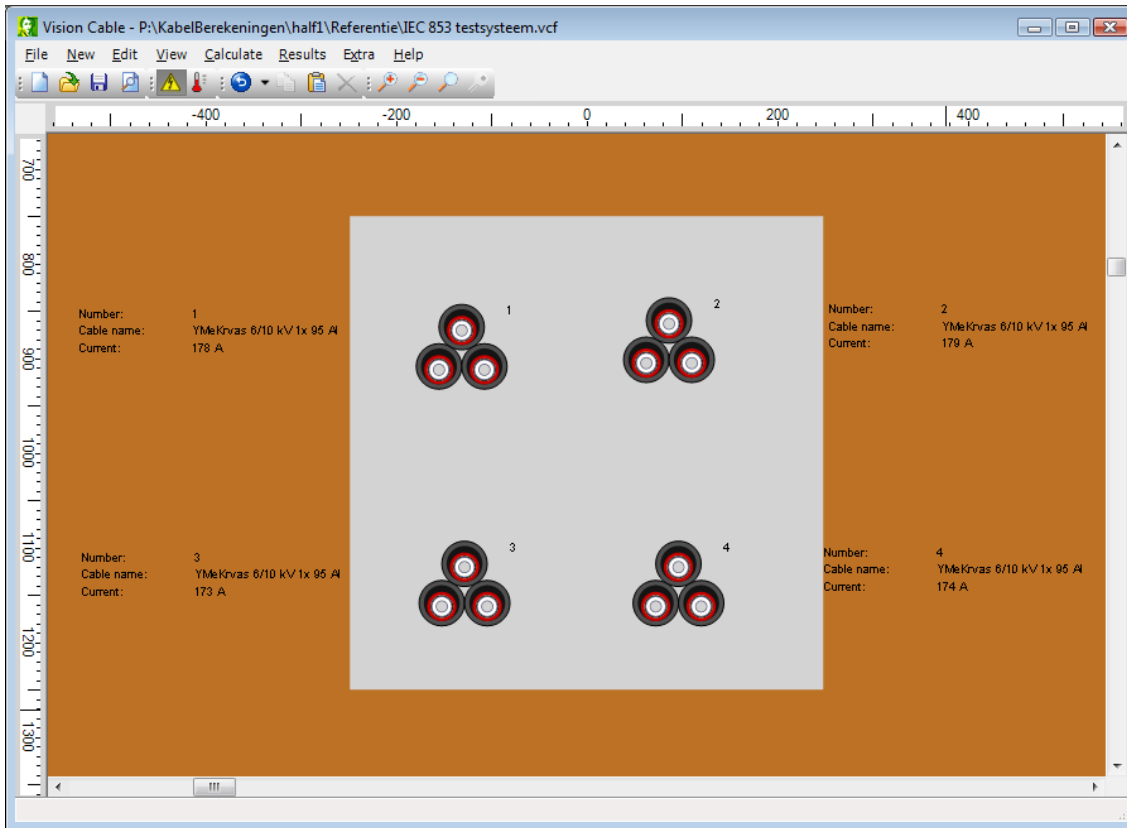 Vision Cable - P:\KabelBerekeningen\half1\Referentie\IEC 853 testsysteem.vcf
File New Edit View Calculate Results Extra Help
-400 -200 0 200 400
700
800
900
1000
1100
1200
1300
Number: 1
Cable name: YMeKrvas 6/10 kV 1x 95 Al
Current: 178 A
1
2
Number: 2
Cable name: YMeKrvas 6/10 kV 1x 95 Al
Current: 179 A
Number: 3
Cable name: YMeKrvas 6/10 kV 1x 95 Al
Current: 173 A
3
4
Number: 4
Cable name: YMeKrvas 6/10 kV 1x 95 Al
Current: 174 A